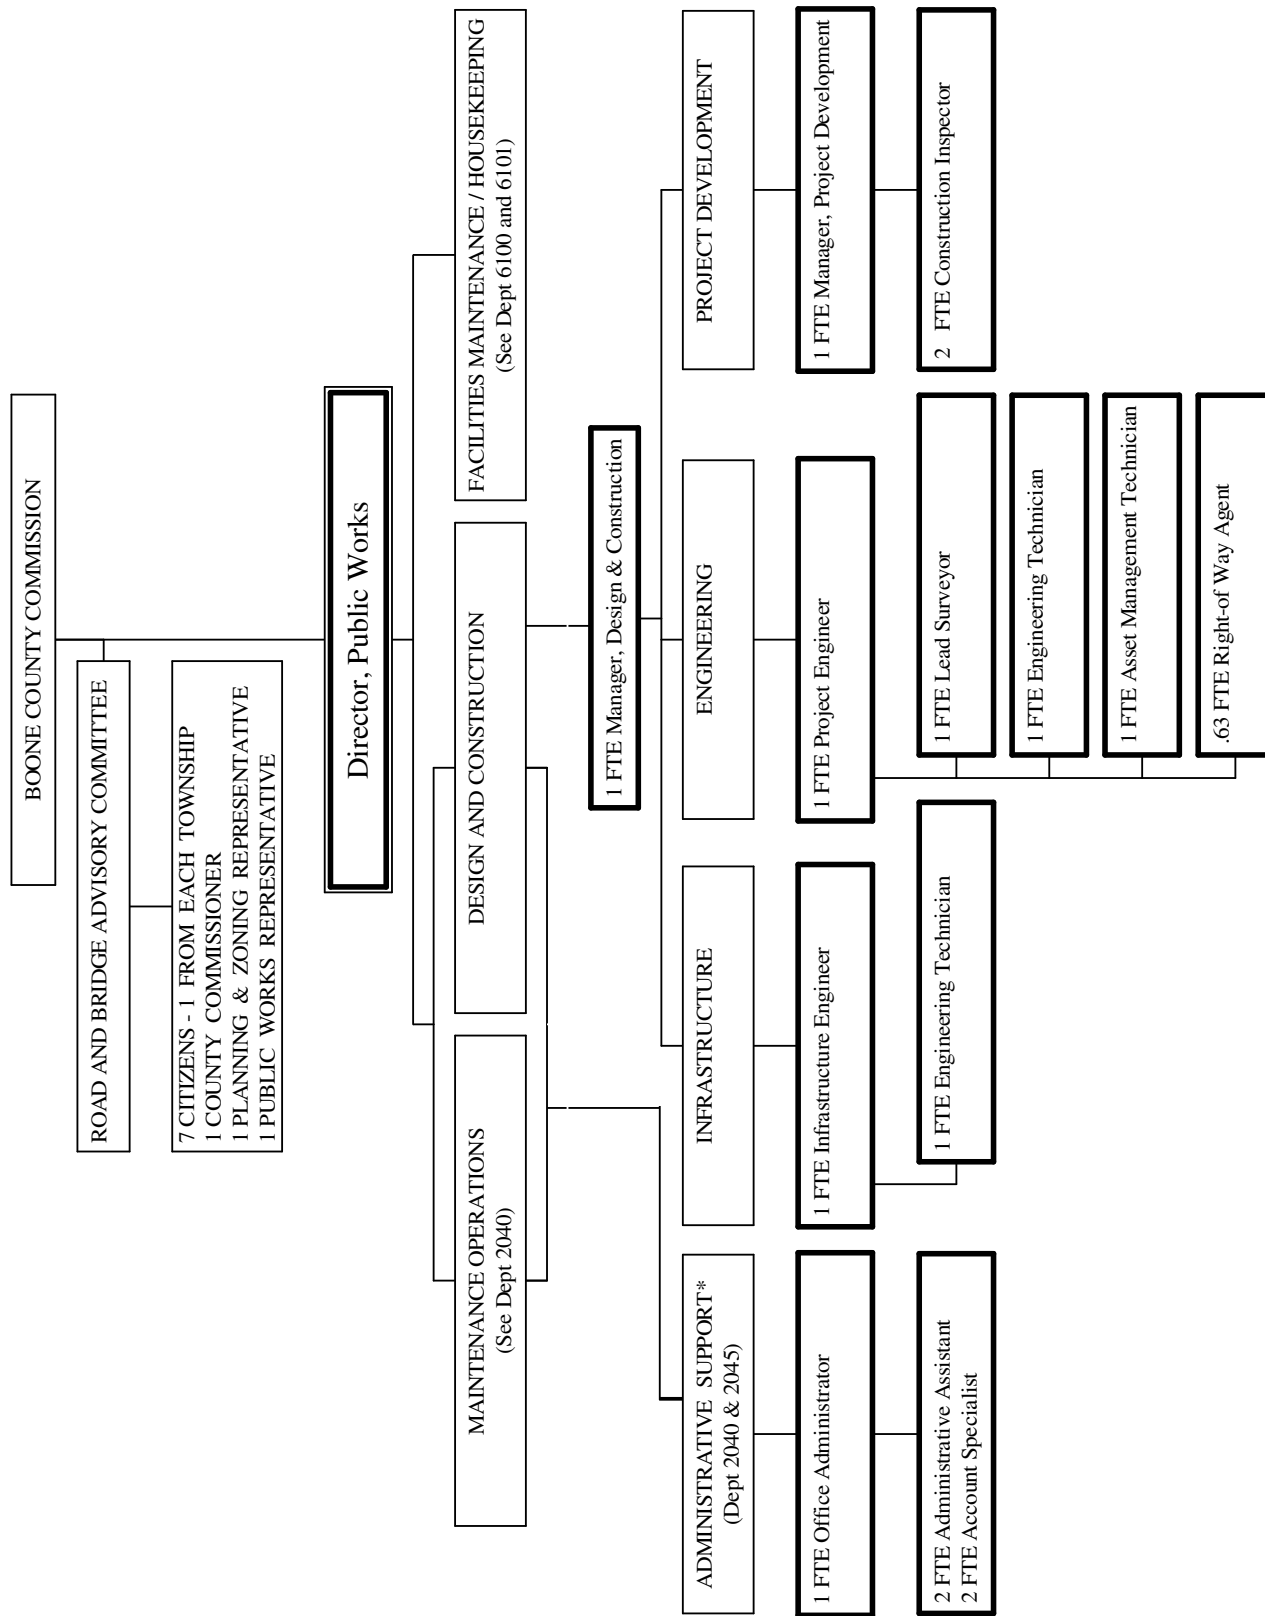 BOONE COUNTY COMMISSION
ROAD AND BRIDGE ADVISORY COMMITTEE
7 CITIZENS - 1 FROM EACH TOWNSHIP
1 COUNTY COMMISSIONER
1 PLANNING & ZONING REPRESENTATIVE
1 PUBLIC WORKS REPRESENTATIVE
Director, Public Works
MAINTENANCE OPERATIONS
(See Dept 2040)
DESIGN AND CONSTRUCTION
FACILITIES MAINTENANCE / HOUSEKEEPING
(See Dept 6100 and 6101)
1 FTE Manager, Design & Construction
ADMINISTRATIVE SUPPORT*
(Dept 2040 & 2045)
INFRASTRUCTURE
ENGINEERING
PROJECT DEVELOPMENT
1 FTE Office Administrator
1 FTE Infrastructure Engineer
1 FTE Project Engineer
1 FTE Manager, Project Development
2 FTE Administrative Assistant
2 FTE Account Specialist
1 FTE Engineering Technician
1 FTE Lead Surveyor
2 FTE Construction Inspector
1 FTE Engineering Technician
1 FTE Asset Management Technician
.63 FTE Right-of Way Agent